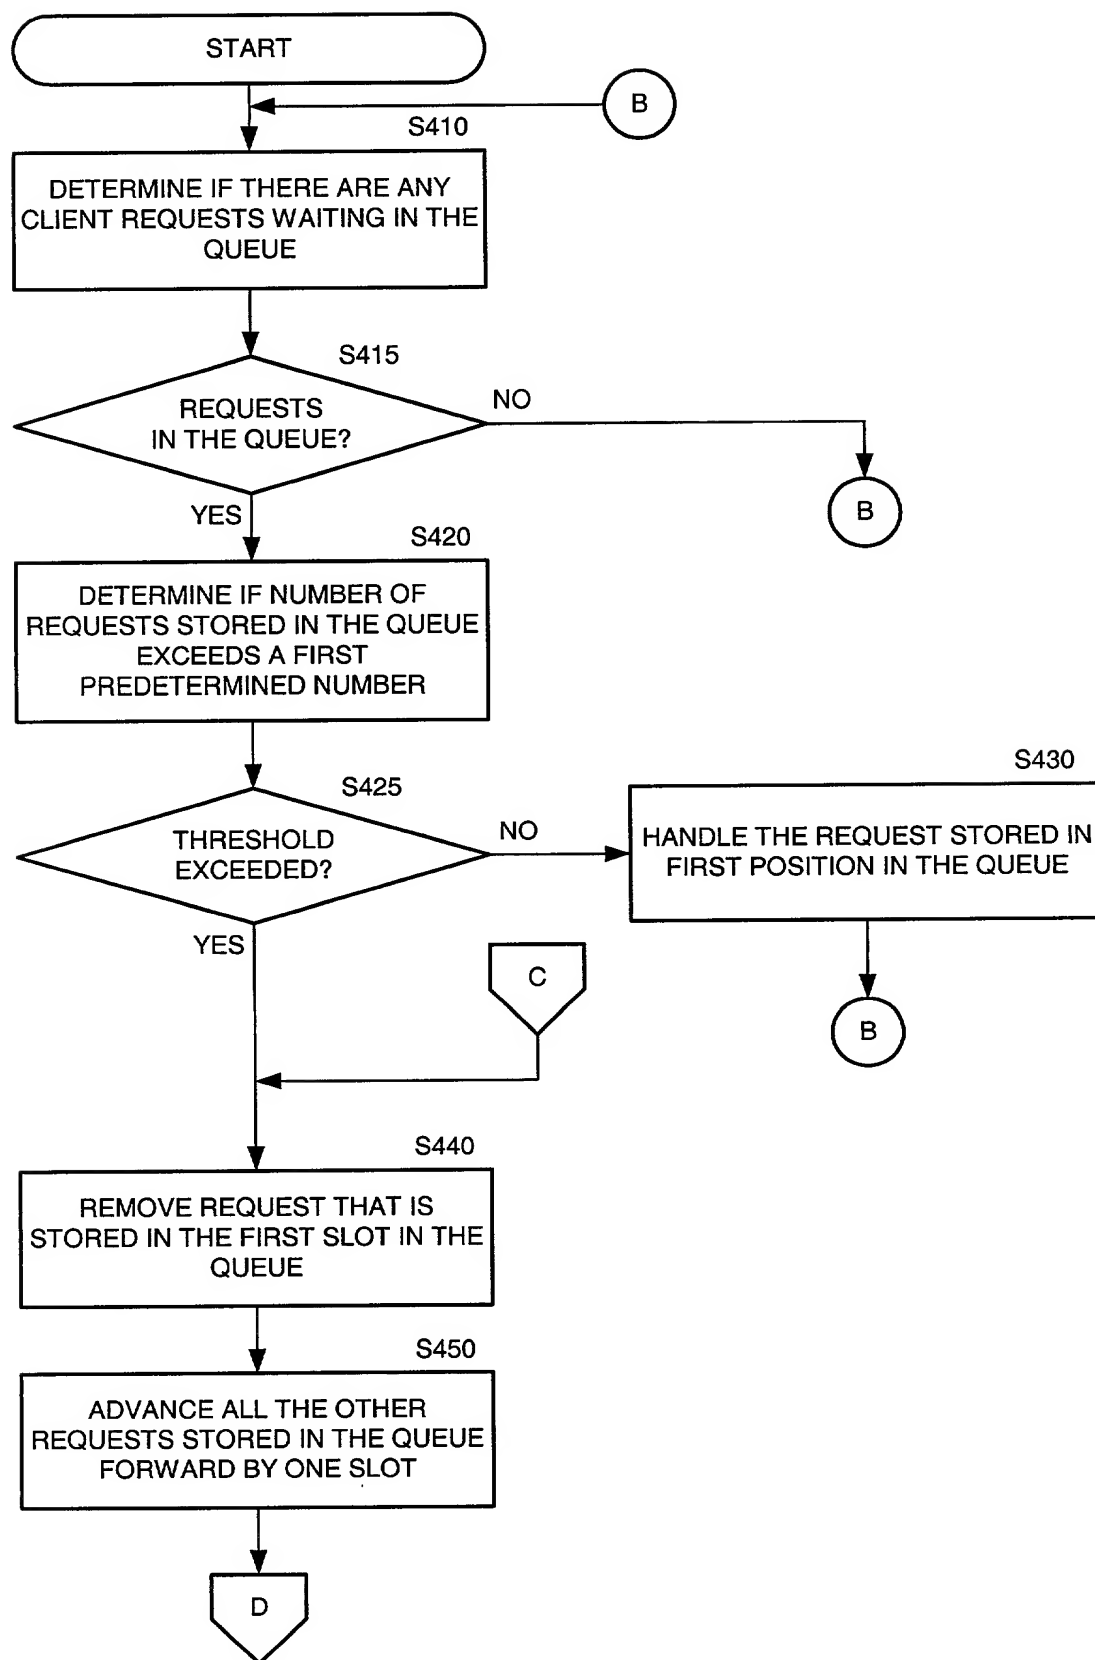 START
B
S410
DETERMINE IF THERE ARE ANY
CLIENT REQUESTS WAITING IN THE
QUEUE
S415
REQUESTS
IN THE QUEUE?
NO
B
YES
S420
DETERMINE IF NUMBER OF
REQUESTS STORED IN THE QUEUE
EXCEEDS A FIRST
PREDETERMINED NUMBER
S425
THRESHOLD
EXCEEDED?
NO
S430
HANDLE THE REQUEST STORED IN
FIRST POSITION IN THE QUEUE
YES
C
B
S440
REMOVE REQUEST THAT IS
STORED IN THE FIRST SLOT IN THE
QUEUE
S450
ADVANCE ALL THE OTHER
REQUESTS STORED IN THE QUEUE
FORWARD BY ONE SLOT
D